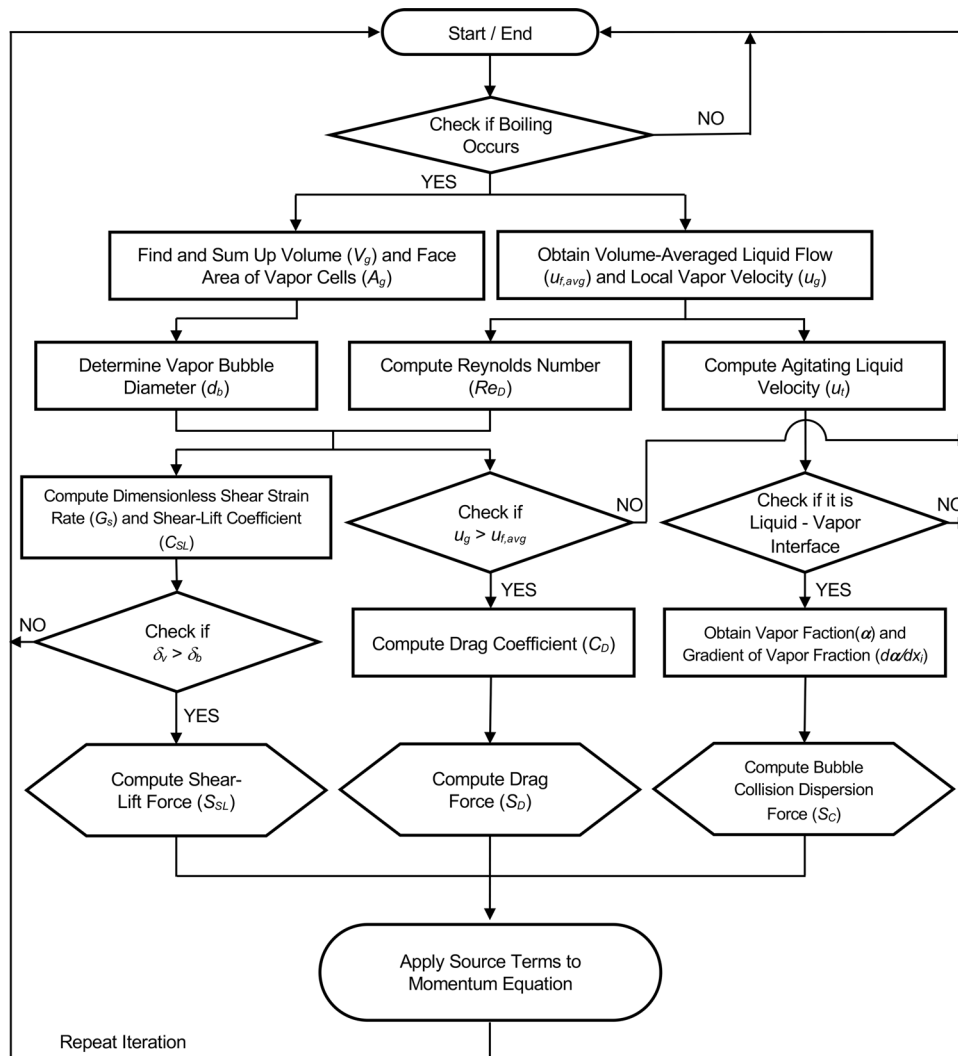 Start / End
Check if Boiling
Occurs
NO
YES
Find and Sum Up Volume (Vg) and Face
Area of Vapor Cells (Ag)
Obtain Volume-Averaged Liquid Flow
(uf,avg) and Local Vapor Velocity (ug)
Determine Vapor Bubble
Diameter (db)
Compute Reynolds Number
(ReD)
Compute Agitating Liquid
Velocity (ut)
Compute Dimensionless Shear Strain
Rate (Gs) and Shear-Lift Coefficient
(CSL)
Check if
ug > uf,avg
NO
YES
Check if it is
Liquid - Vapor
Interface
NO
YES
Check if
δv > δb
NO
YES
Compute Drag Coefficient (CD)
Obtain Vapor Faction(α) and
Gradient of Vapor Fraction (dα/dxi)
Compute Shear-
Lift Force (SSL)
Compute Drag
Force (SD)
Compute Bubble
Collision Dispersion
Force (SC)
Apply Source Terms to
Momentum Equation
Repeat Iteration